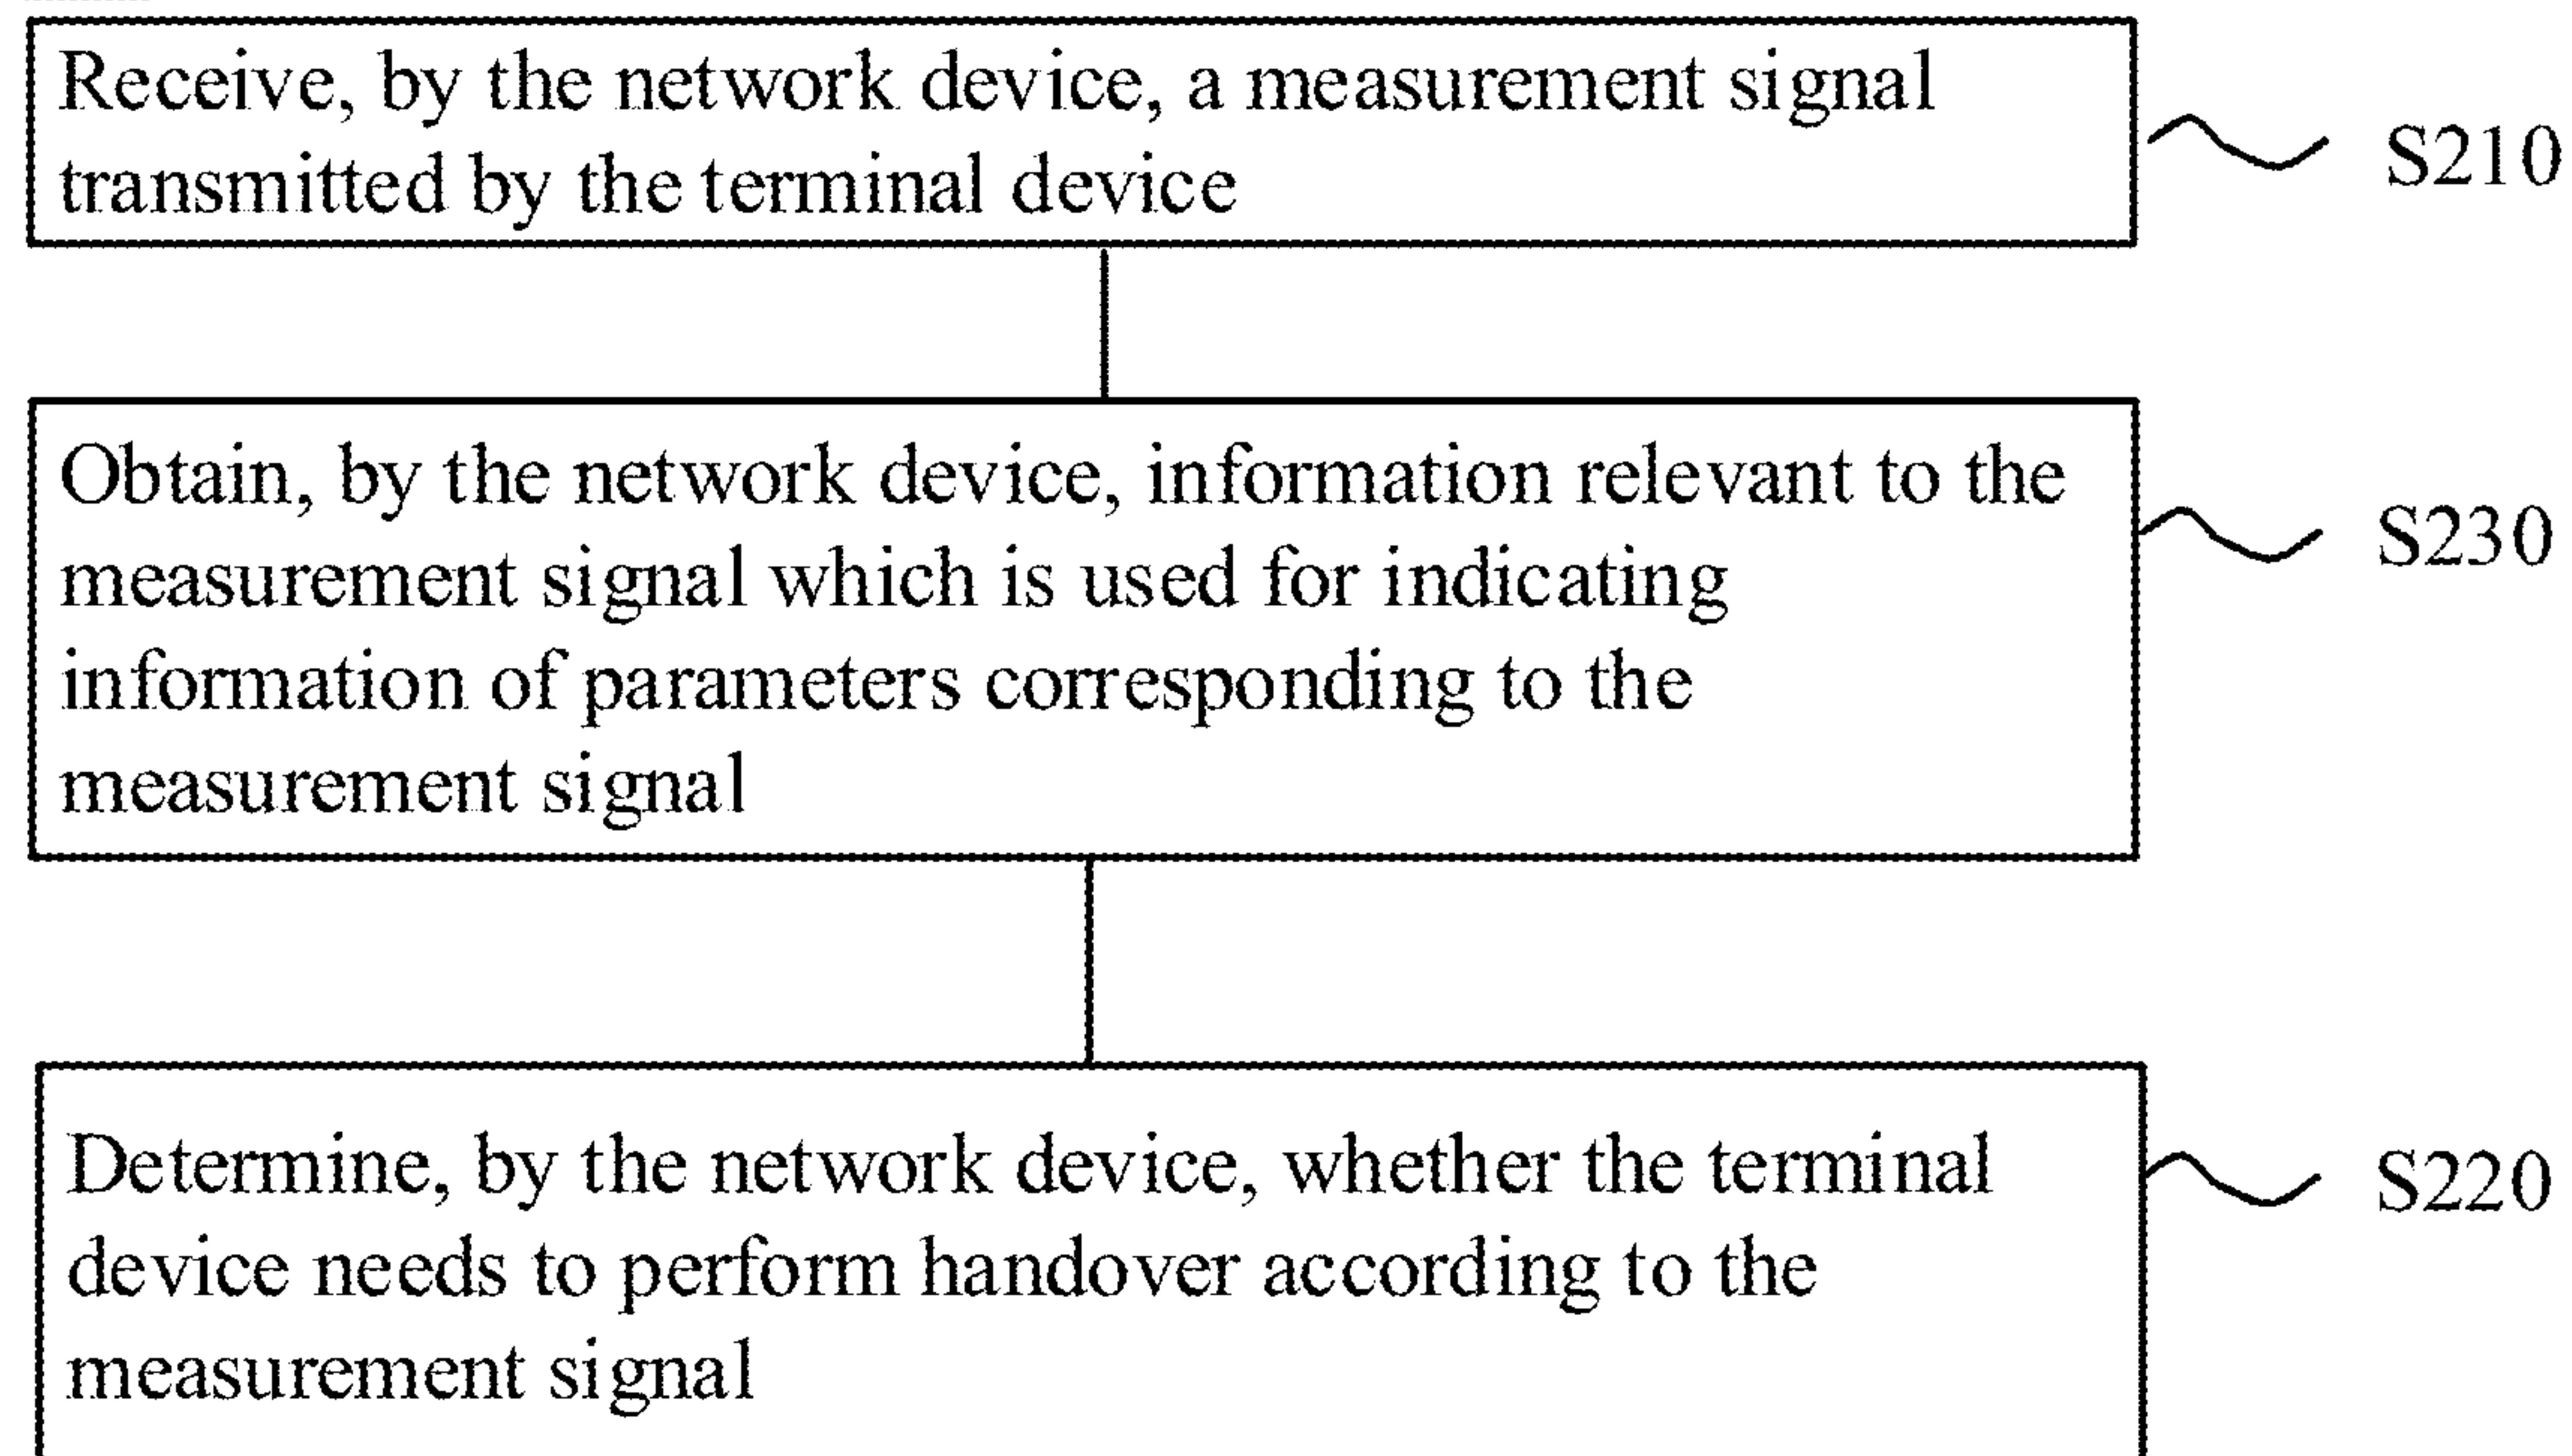 Receive, by the network device, a measurement signal
transmitted by the terminal device
S210
Obtain, by the network device, information relevant to the
measurement signal which is used for indicating
information of parameters corresponding to the
measurement signal
S230
Determine, by the network device, whether the terminal
device needs to perform handover according to the
measurement signal
S220